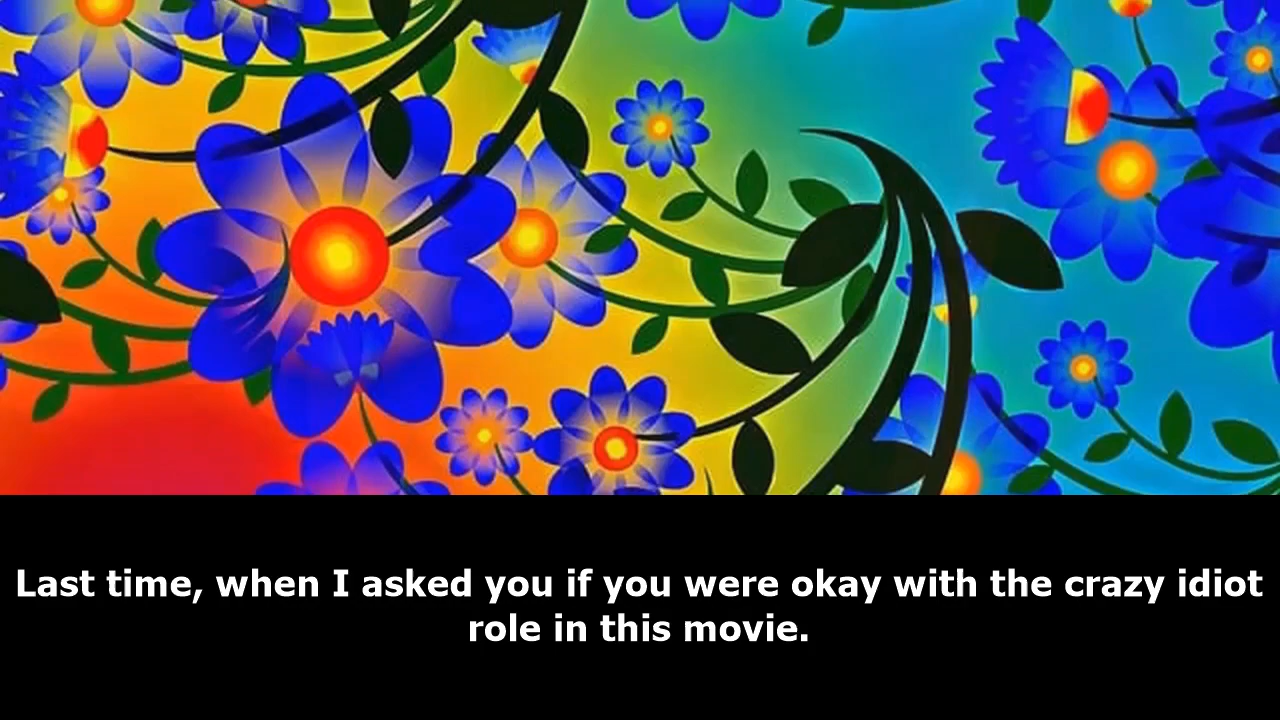 Last time, when I asked you if you were okay with the crazy idiot
role in this movie.